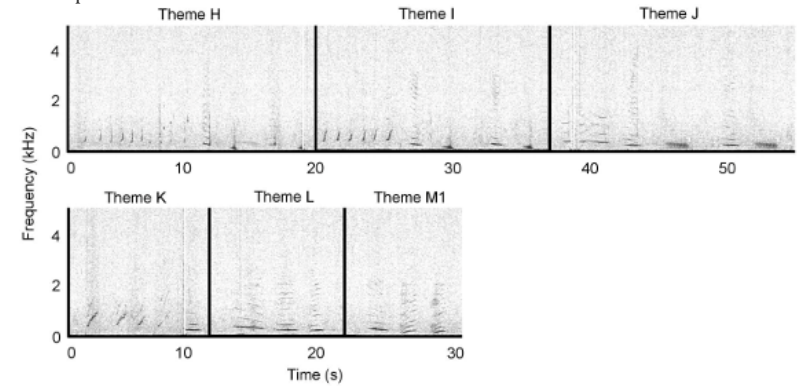 Theme H Theme I Theme J
4
2
0
0 10 20 30 40 50
Frequency (kHz)
Theme K Theme L Theme M1
4
2
0
0 10 20 30
Time (s)